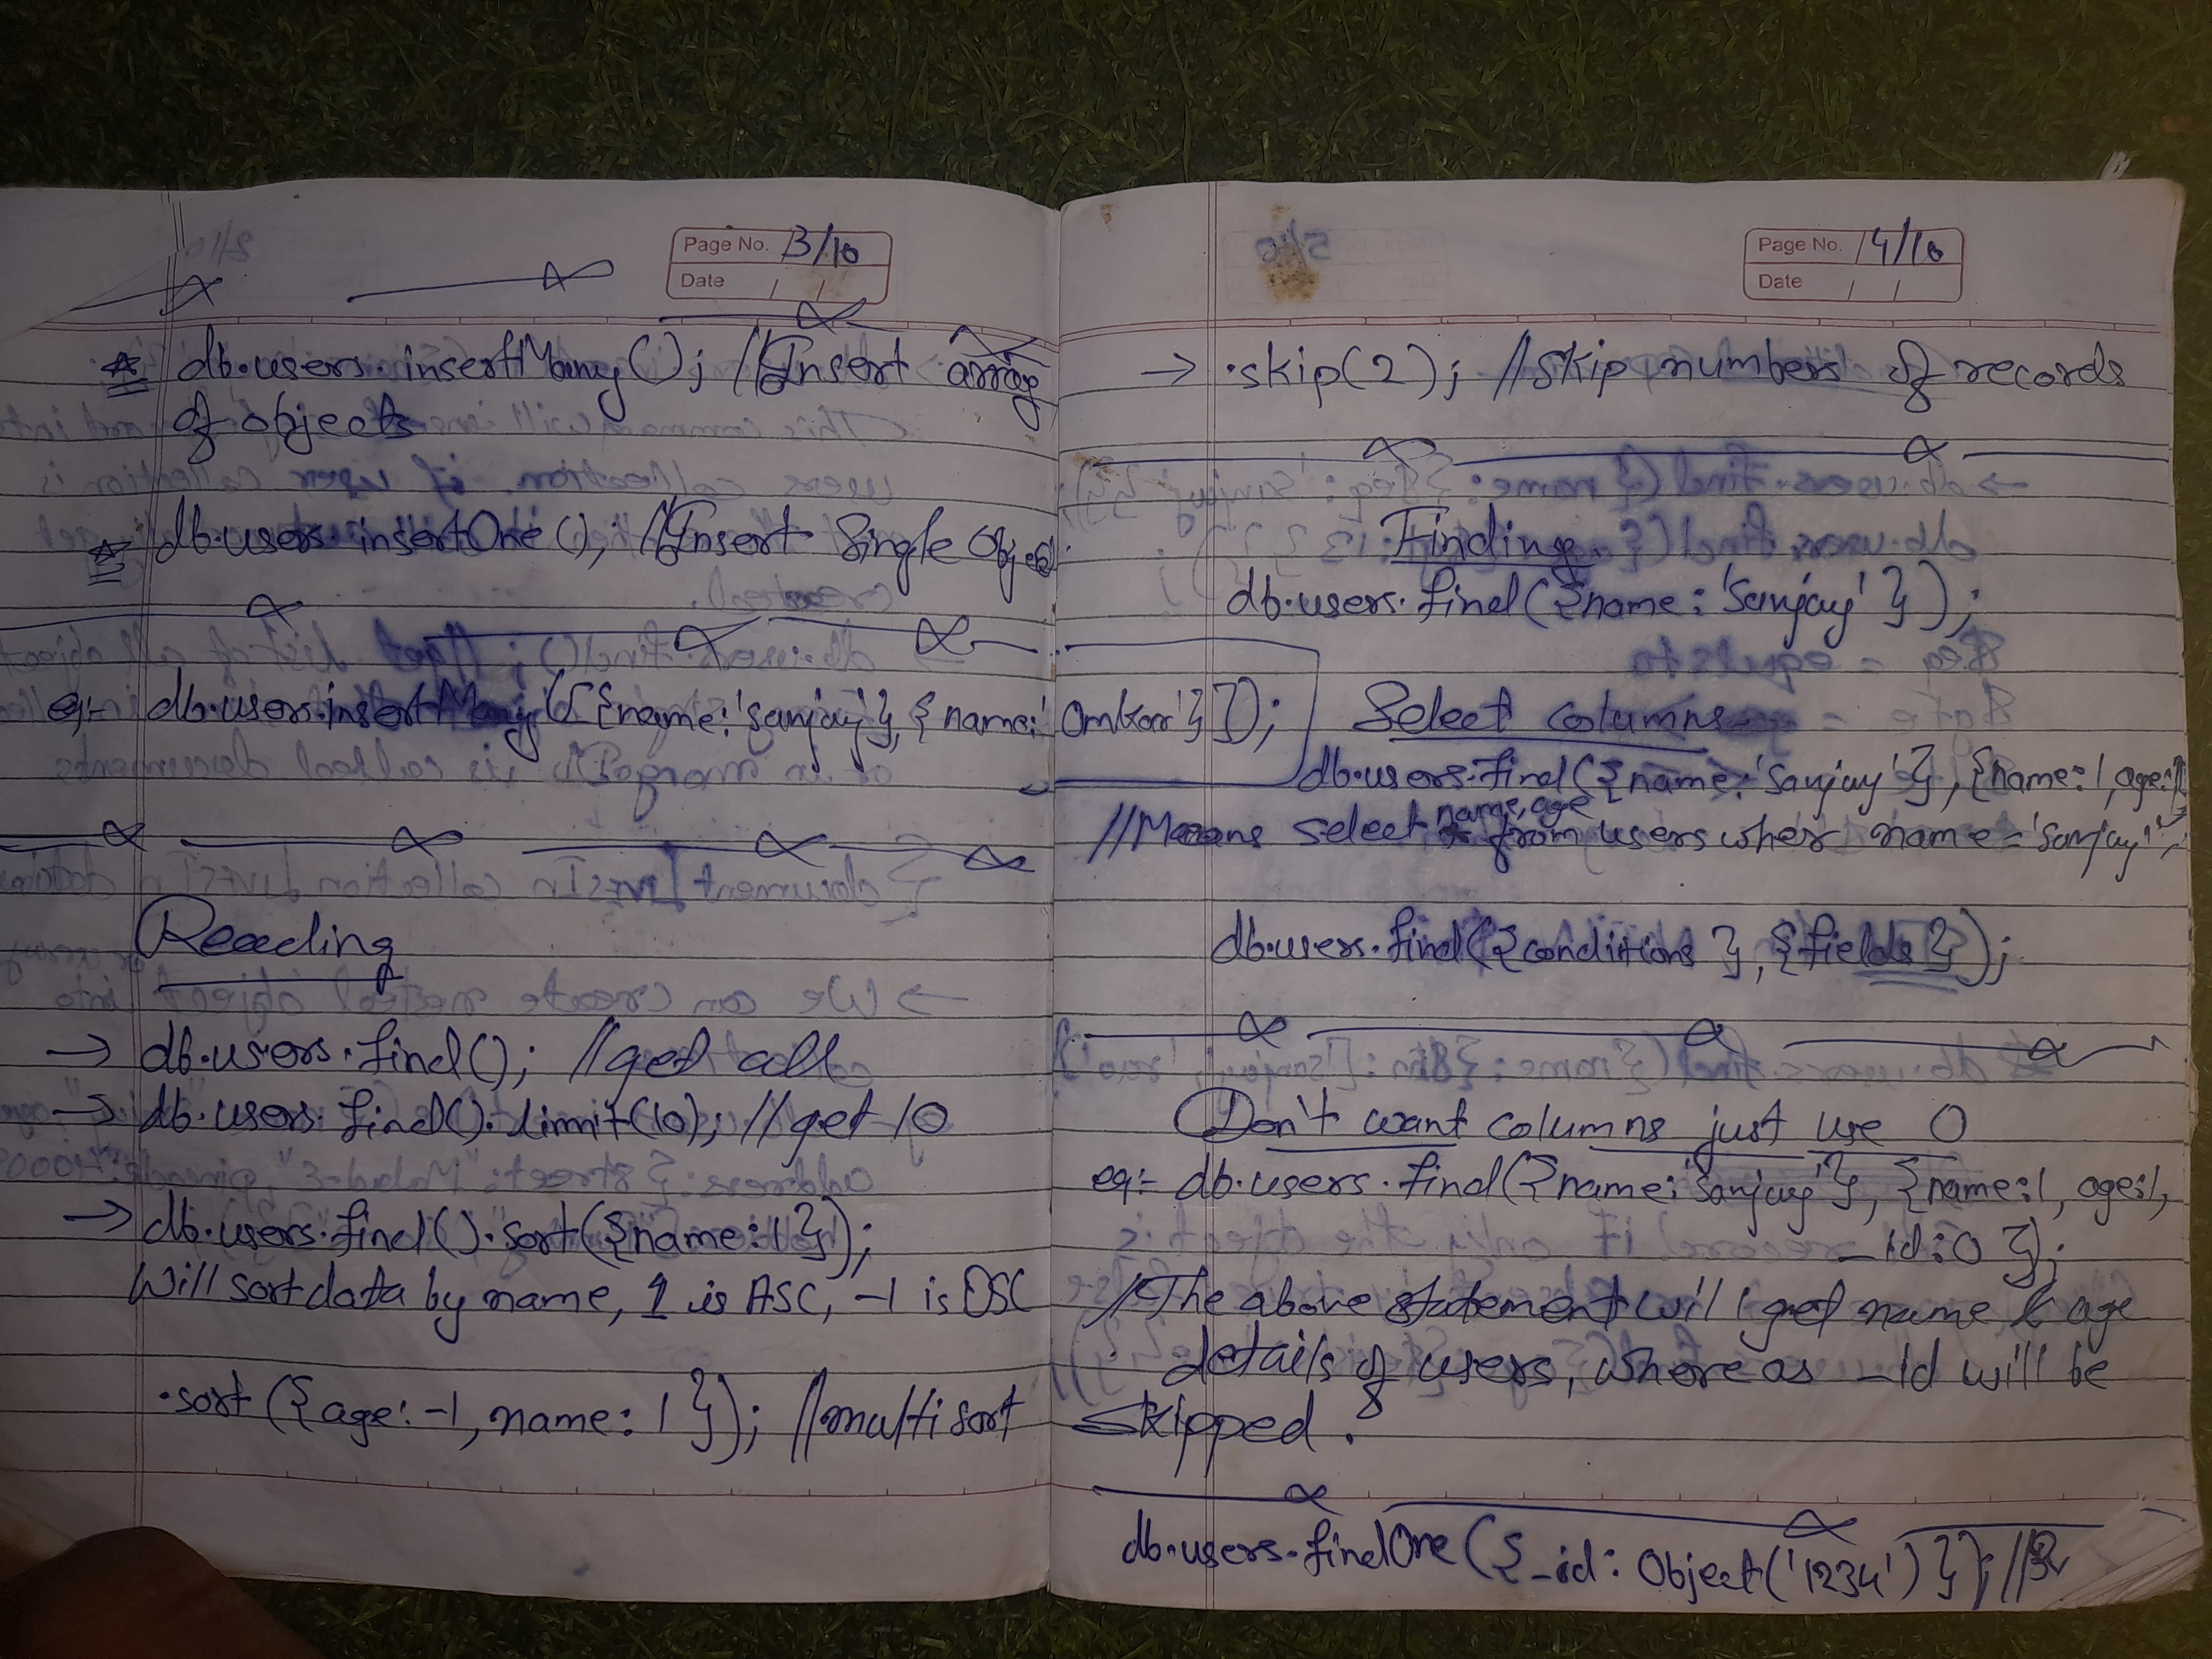 Page No. 3/16
Date / /
☆ db.users.insertMany(); // Insert array
of objects
☆ db.users.insertOne(); // Insert Single Object
eg:- db.users.insertMany([{name:'sanjay'}, {name:'Omkar'}]);
Reading
→ db.users.find(); // get all
→ db.users.find().limit(10); // get 10
→ db.users.find().sort({name:1});
Will sort data by name, 1 is ASC, -1 is DSC
.sort({age:-1, name:1}); // multi sort
Page No. 4/16
Date / /
→ .skip(2); // Skip numbers of records
Finding
db.users.find({name: 'Sanjay'});
Select columns
db.users.find({name:'Sanjay'}, {name:1, age:1})
// Means select name, age from users where name='sanjay';
db.users.find({conditions}, {fields});
Don't want columns just use 0
eg:- db.users.find({name:'Sanjay'}, {name:1, age:1,
_id:0});
// The above statement will get name & age
details of users, where as _id will be
skipped.
db.users.findOne({_id: Object('1234')}); //